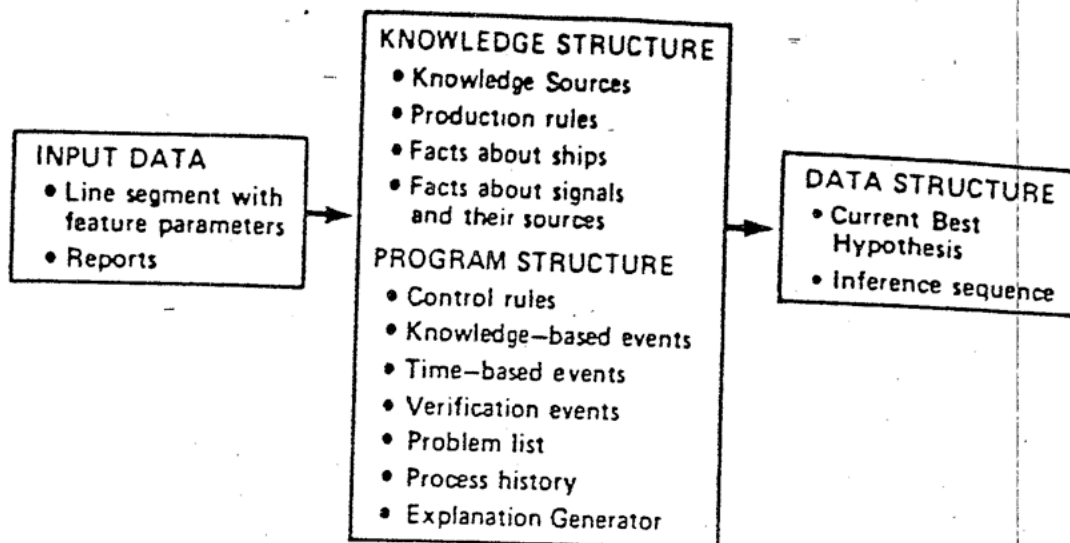 INPUT DATA
• Line segment with
feature parameters
• Reports
KNOWLEDGE STRUCTURE
• Knowledge Sources
• Production rules
• Facts about ships
• Facts about signals
and their sources
PROGRAM STRUCTURE
• Control rules
• Knowledge-based events
• Time-based events
• Verification events
• Problem list
• Process history
• Explanation Generator
DATA STRUCTURE
• Current Best
Hypothesis
• Inference sequence